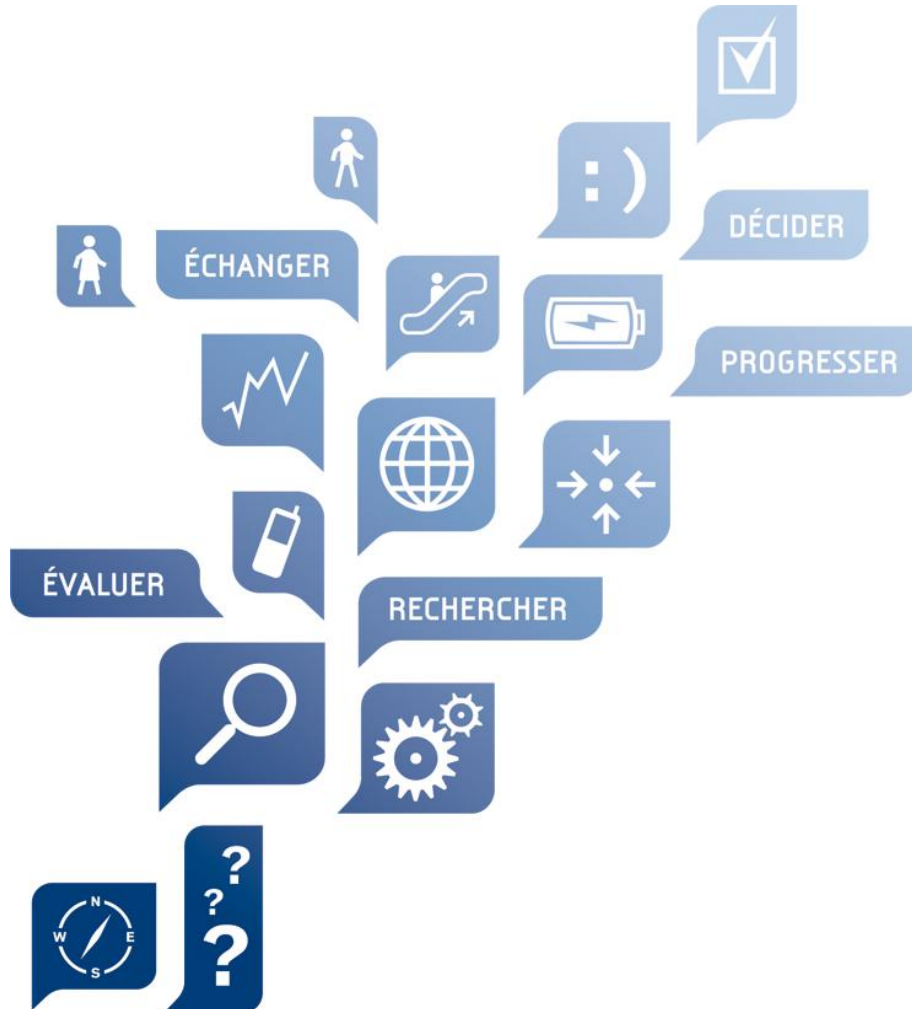 :)
DÉCIDER
ÉCHANGER
PROGRESSER
ÉVALUER
RECHERCHER
?
?
?
N
W E
S